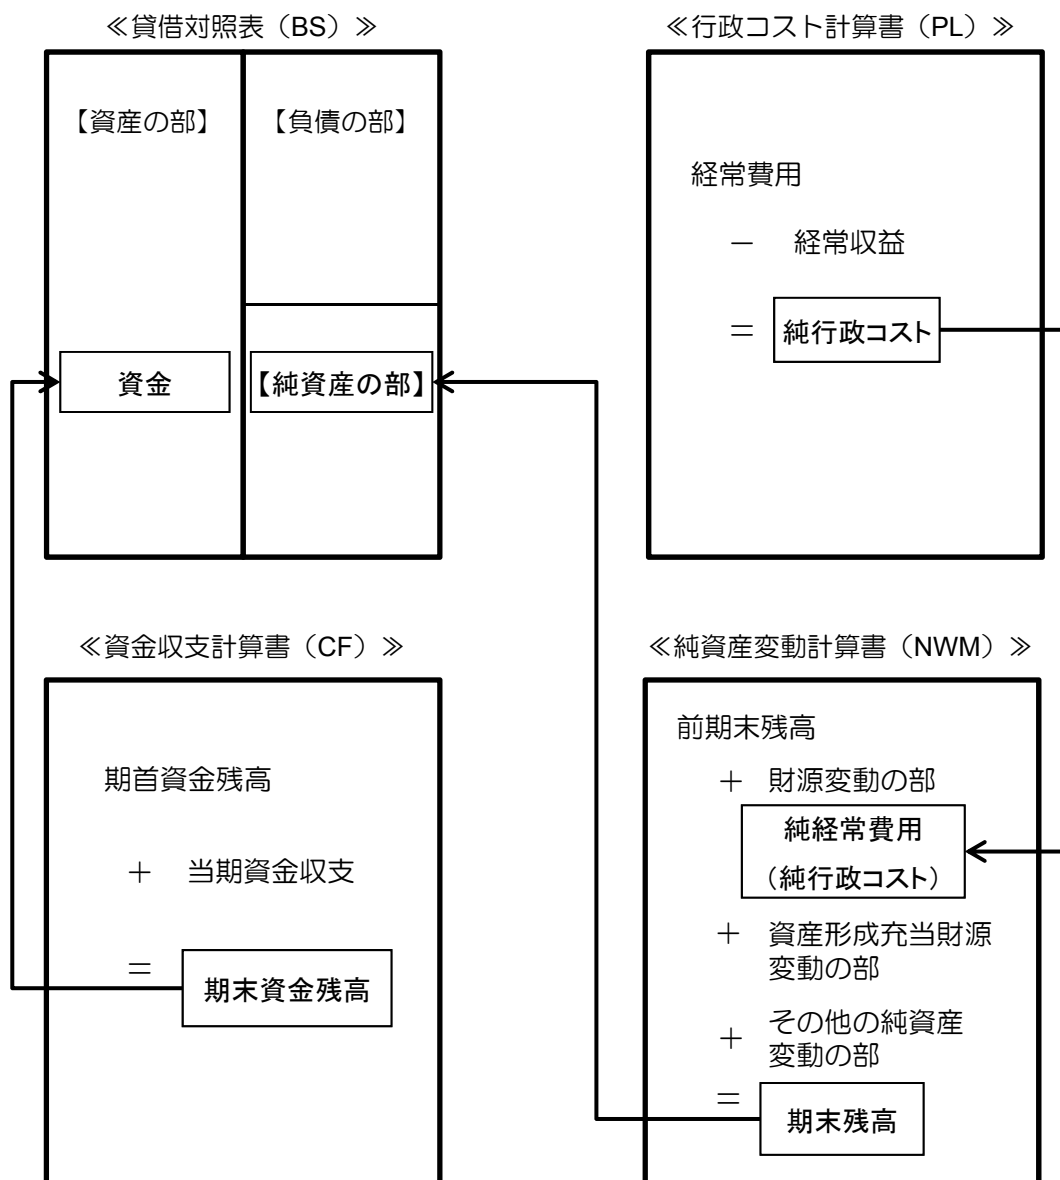 ≪貸借対照表（BS）≫
【資産の部】
【負債の部】
資金
【純資産の部】
≪行政コスト計算書（PL）≫
経常費用
－　経常収益
＝　純行政コスト
≪資金収支計算書（CF）≫
期首資金残高
＋　当期資金収支
＝
期末資金残高
≪純資産変動計算書（NWM）≫
前期末残高
＋　財源変動の部
純経常費用
（純行政コスト）
＋　資産形成充当財源
変動の部
＋　その他の純資産
変動の部
＝
期末残高